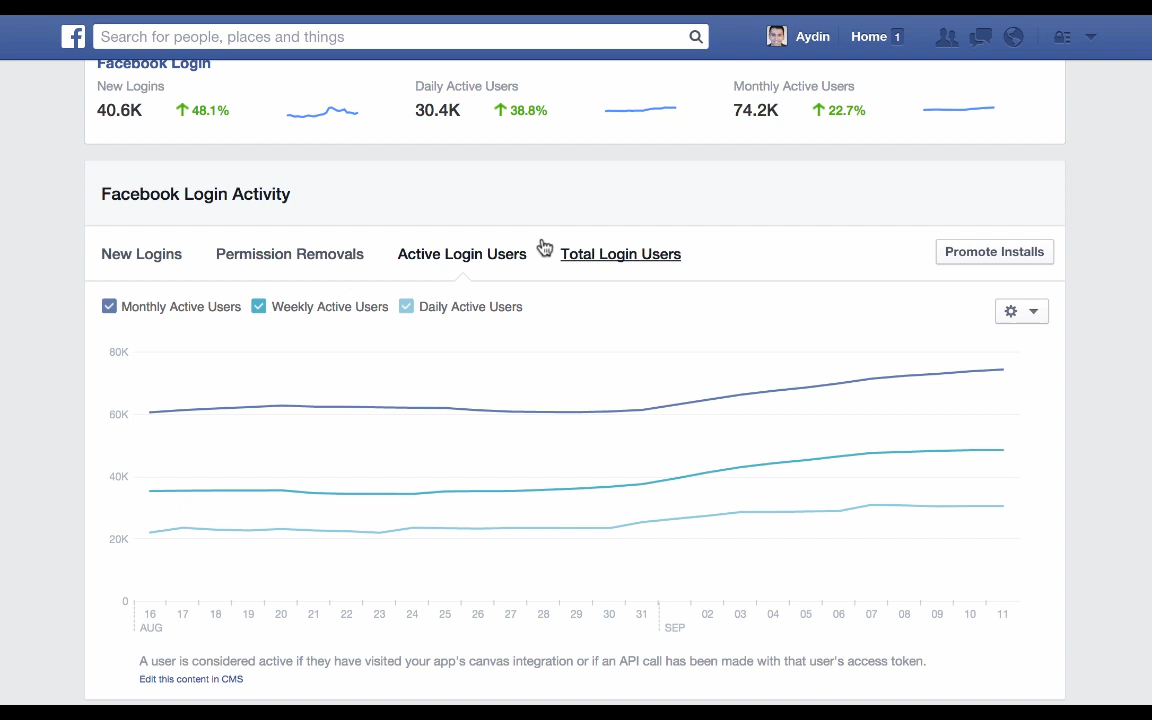 f Search for people, places and things Aydin Home 1
Facebook Login
New Logins Daily Active Users Monthly Active Users
40.6K 48.1% 30.4K 38.8% 74.2K 22.7%
Facebook Login Activity
New Logins Permission Removals Active Login Users Total Login Users Promote Installs
Monthly Active Users Weekly Active Users Daily Active Users
80K
60K
40K
20K
0
16 17 18 19 20 21 22 23 24 25 26 27 28 29 30 31 02 03 04 05 06 07 08 09 10 11
AUG SEP
A user is considered active if they have visited your app's canvas integration or if an API call has been made with that user's access token.
Edit this content in CMS